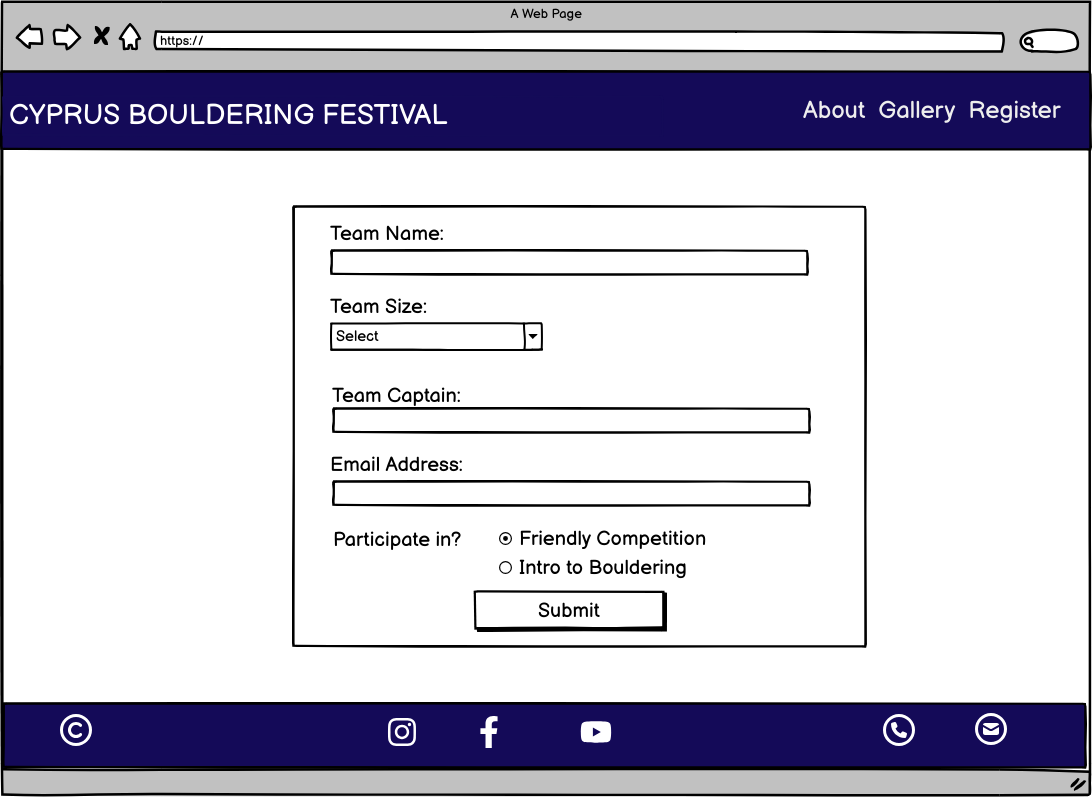 A Web Page
https://
CYPRUS BOULDERING FESTIVAL
About Gallery Register
Team Name:
Team Size:
Select
Team Captain:
Email Address:
Participate in?
Friendly Competition
Intro to Bouldering
Submit